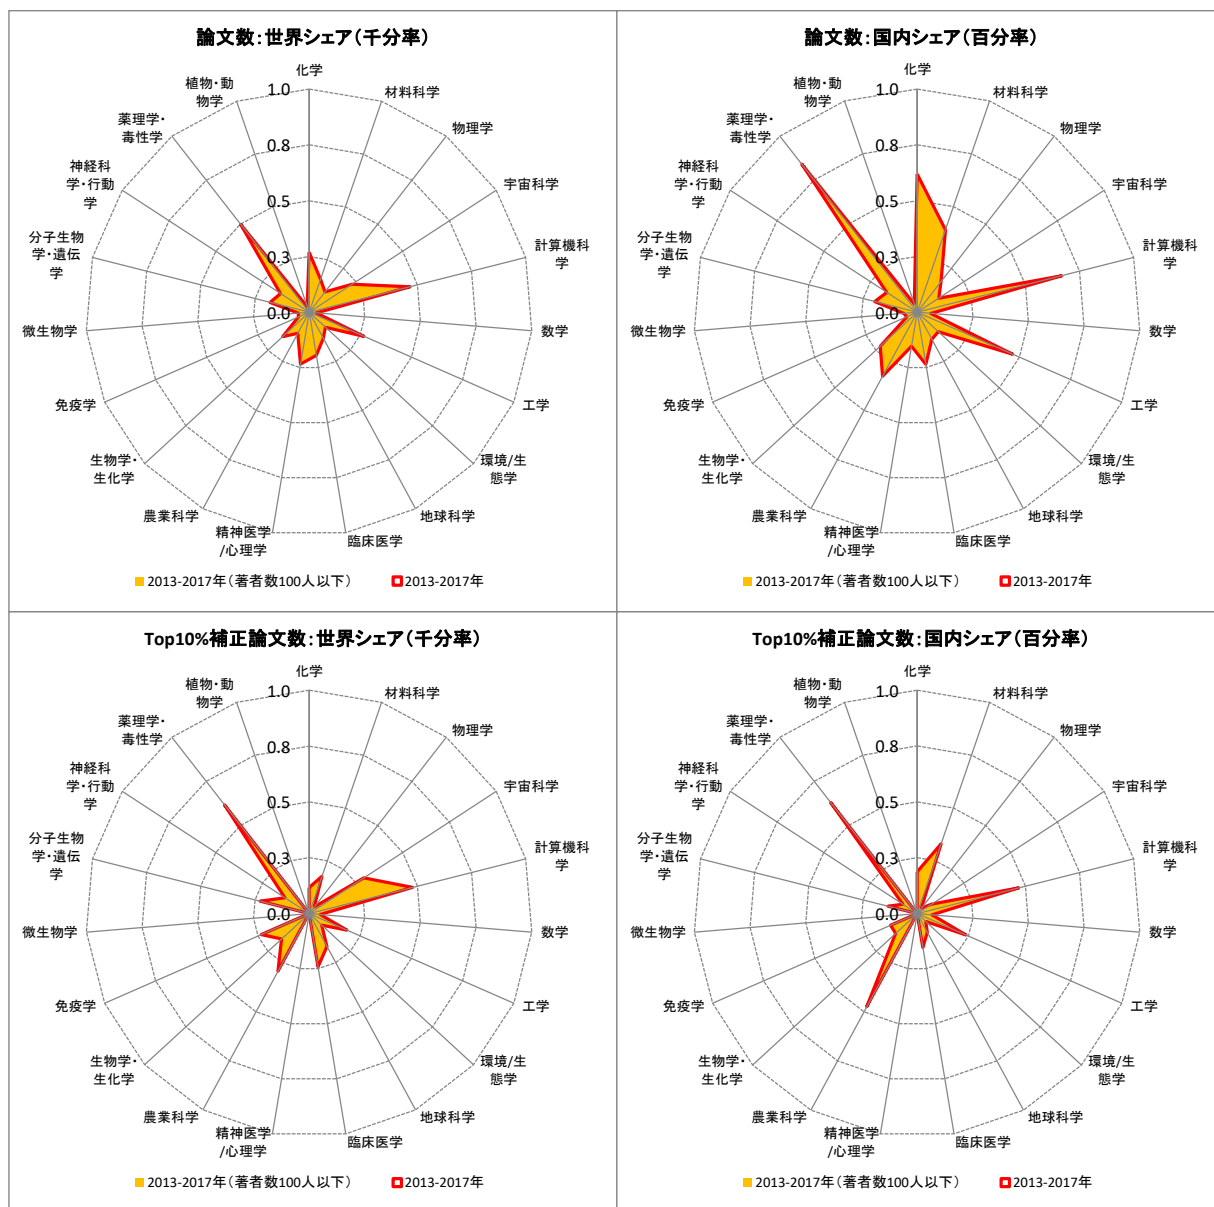 論文数：世界シェア（千分率）
化学
材料科学
物理学
宇宙科学
計算機科
学
数学
工学
環境/生
態学
地球科学
臨床医学
精神医学
/心理学
農業科学
生物学・
生化学
免疫学
微生物学
分子生物
学・遺伝
学
神経科
学・行動
学
薬理学・
毒性学
植物・動
物学
1.0
0.8
0.5
0.3
0.0
2013-2017年（著者数100人以下）
2013-2017年
論文数：国内シェア（百分率）
化学
材料科学
物理学
宇宙科学
計算機科
学
数学
工学
環境/生
態学
地球科学
臨床医学
精神医学
/心理学
農業科学
生物学・
生化学
免疫学
微生物学
分子生物
学・遺伝
学
神経科
学・行動
学
薬理学・
毒性学
植物・動
物学
1.0
0.8
0.5
0.3
0.0
2013-2017年（著者数100人以下）
2013-2017年
Top10%補正論文数：世界シェア（千分率）
化学
材料科学
物理学
宇宙科学
計算機科
学
数学
工学
環境/生
態学
地球科学
臨床医学
精神医学
/心理学
農業科学
生物学・
生化学
免疫学
微生物学
分子生物
学・遺伝
学
神経科
学・行動
学
薬理学・
毒性学
植物・動
物学
1.0
0.8
0.5
0.3
0.0
2013-2017年（著者数100人以下）
2013-2017年
Top10%補正論文数：国内シェア（百分率）
化学
材料科学
物理学
宇宙科学
計算機科
学
数学
工学
環境/生
態学
地球科学
臨床医学
精神医学
/心理学
農業科学
生物学・
生化学
免疫学
微生物学
分子生物
学・遺伝
学
神経科
学・行動
学
薬理学・
毒性学
植物・動
物学
1.0
0.8
0.5
0.3
0.0
2013-2017年（著者数100人以下）
2013-2017年